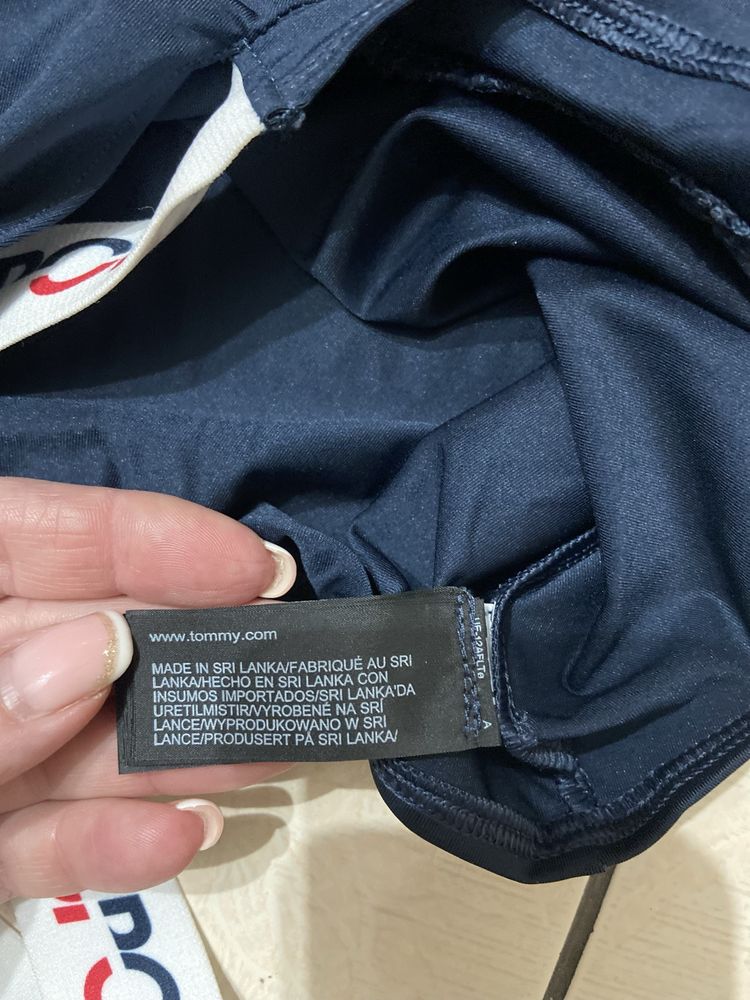 www.tommy.com
MADE IN SRI LANKA/FABRIQUÉ AU SRI
LANKA/HECHO EN SRI LANKA CON
INSUMOS IMPORTADOS/SRI LANKA'DA
URETILMISTIR/VYROBENÉ NA SRÍ
LANCE/WYPRODUKOWANO W SRI
LANCE/PRODUSERT PÅ SRI LANKA/
A